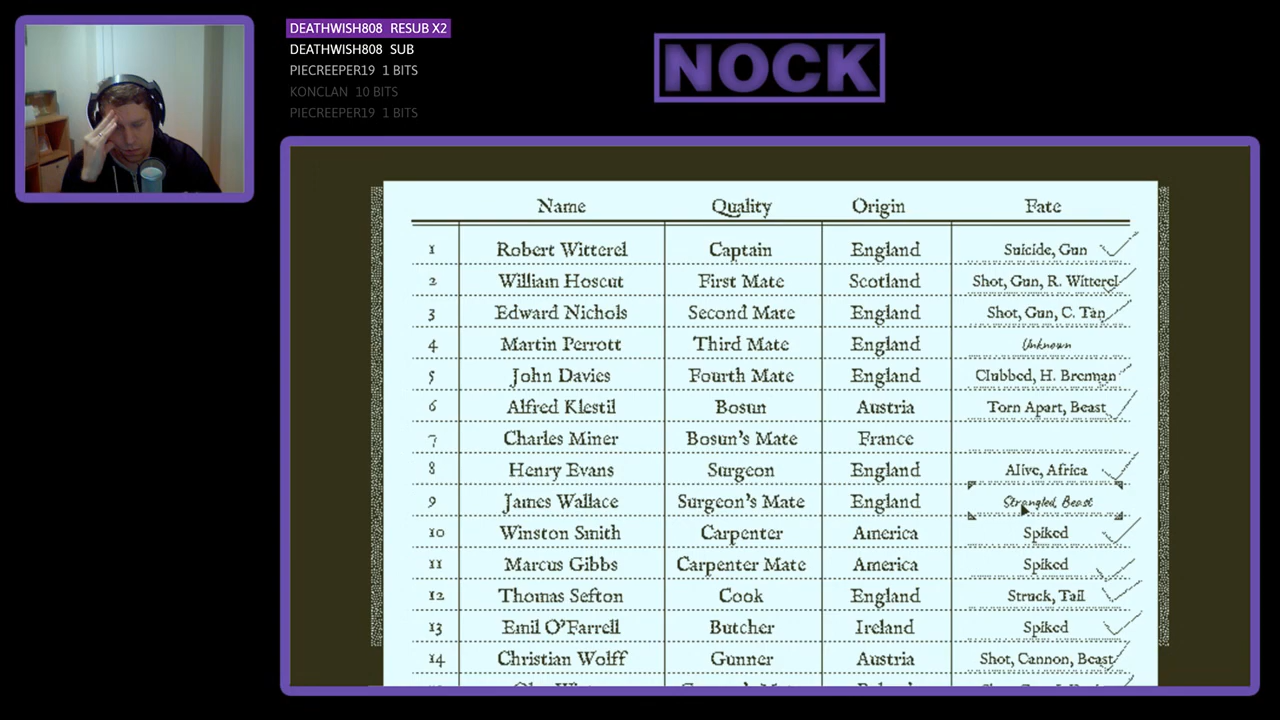 DEATHWISH808 RESUB X2
DEATHWISH808 SUB
PIECREEPER19 1 BITS
KONCLAN 10 BITS
PIECREEPER19 1 BITS
NOCK
Name Quality Origin Fate
1 Robert Witterel Captain England Suicide, Gun
2 William Hoscut First Mate Scotland Shot, Gun, R. Witterel
3 Edward Nichols Second Mate England Shot, Gun, C. Tan
4 Martin Perrott Third Mate England Unknown
5 John Davies Fourth Mate England Clubbed, H. Brennan
6 Alfred Klestil Bosun Austria Torn Apart, Beast
7 Charles Miner Bosun's Mate France
8 Henry Evans Surgeon England Alive, Africa
9 James Wallace Surgeon's Mate England Strangled, Beast
10 Winston Smith Carpenter America Spiked
11 Marcus Gibbs Carpenter Mate America Spiked
12 Thomas Sefton Cook England Struck, Tail
13 Emil O'Farrell Butcher Ireland Spiked
14 Christian Wolff Gunner Austria Shot, Cannon, Beast